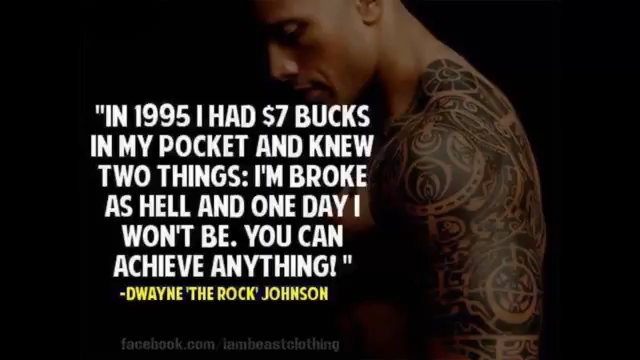 "IN 1995 I HAD $7 BUCKS
IN MY POCKET AND KNEW
TWO THINGS: I'M BROKE
AS HELL AND ONE DAY I
WON'T BE. YOU CAN
ACHIEVE ANYTHING! "
-DWAYNE 'THE ROCK' JOHNSON
facebook.com/iambeastclothing